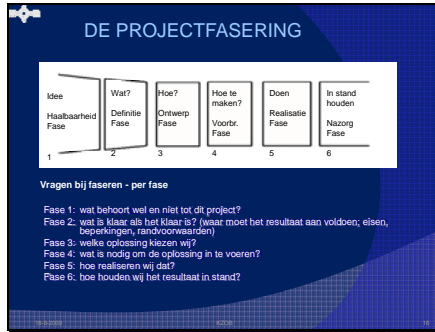 DE PROJECTFASERING
Idee
Haalbaarheid
Fase
1
Wat?
Definitie
Fase
2
Hoe?
Ontwerp
Fase
3
Hoe te
maken?
Voorbr.
Fase
4
Doen
Realisatie
Fase
5
In stand
houden
Nazorg
Fase
6
Vragen bij faseren - per fase
Fase 1: wat behoort wel en niet tot dit project?
Fase 2: wat is klaar als het klaar is? (waar moet het resultaat aan voldoen; eisen,
beperkingen, randvoorwaarden)
Fase 3: welke oplossing kiezen wij?
Fase 4: wat is nodig om de oplossing in te voeren?
Fase 5: hoe realiseren wij dat?
Fase 6: hoe houden wij het resultaat in stand?
18